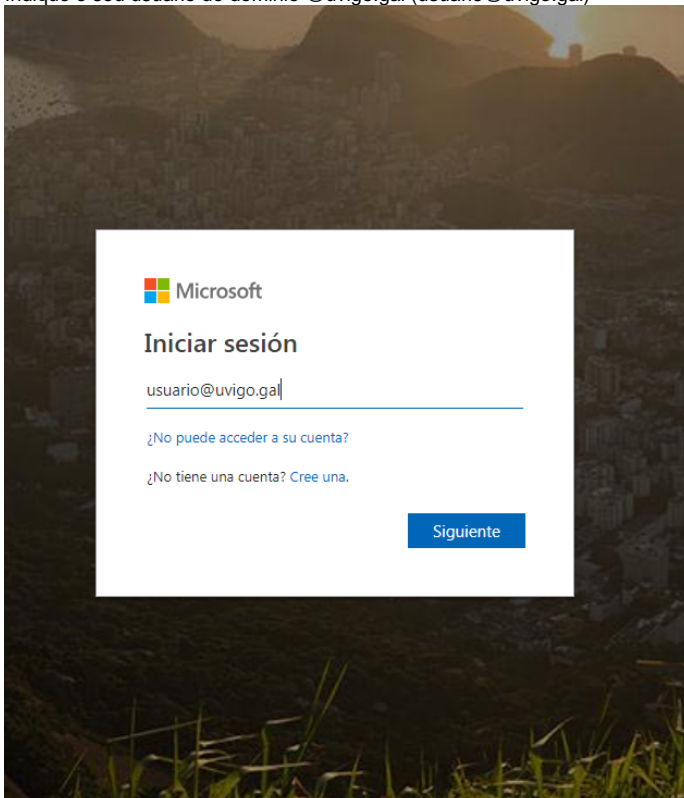 Indique o seu usuario do dominio @uvigo.gal (usuario@uvigo.gal)
Microsoft
Iniciar sesión
usuario@uvigo.gal
¿No puede acceder a su cuenta?
¿No tiene una cuenta? Cree una.
Siguiente